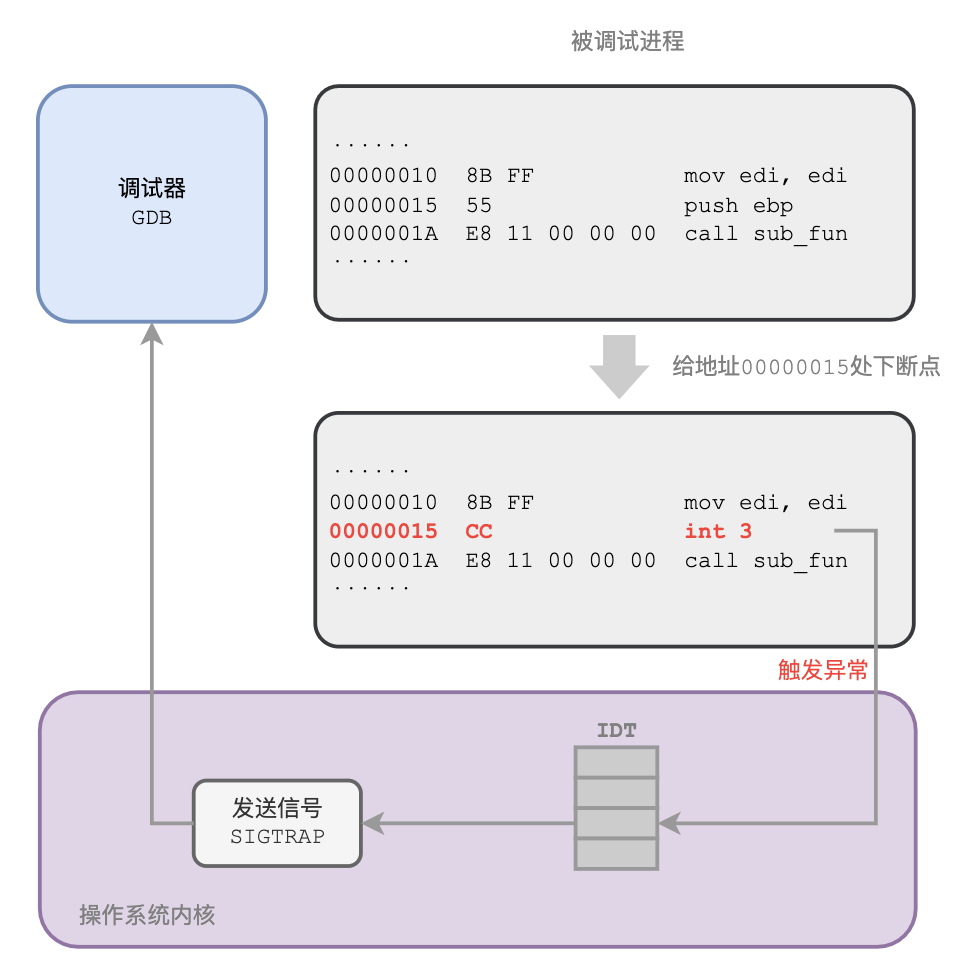 被调试进程
调试器
GDB
······
00000010 8B FF mov edi, edi
00000015 55 push ebp
0000001A E8 11 00 00 00 call sub_fun
······
给地址00000015处下断点
······
00000010 8B FF mov edi, edi
00000015 CC int 3
0000001A E8 11 00 00 00 call sub_fun
······
触发异常
IDT
发送信号
SIGTRAP
操作系统内核